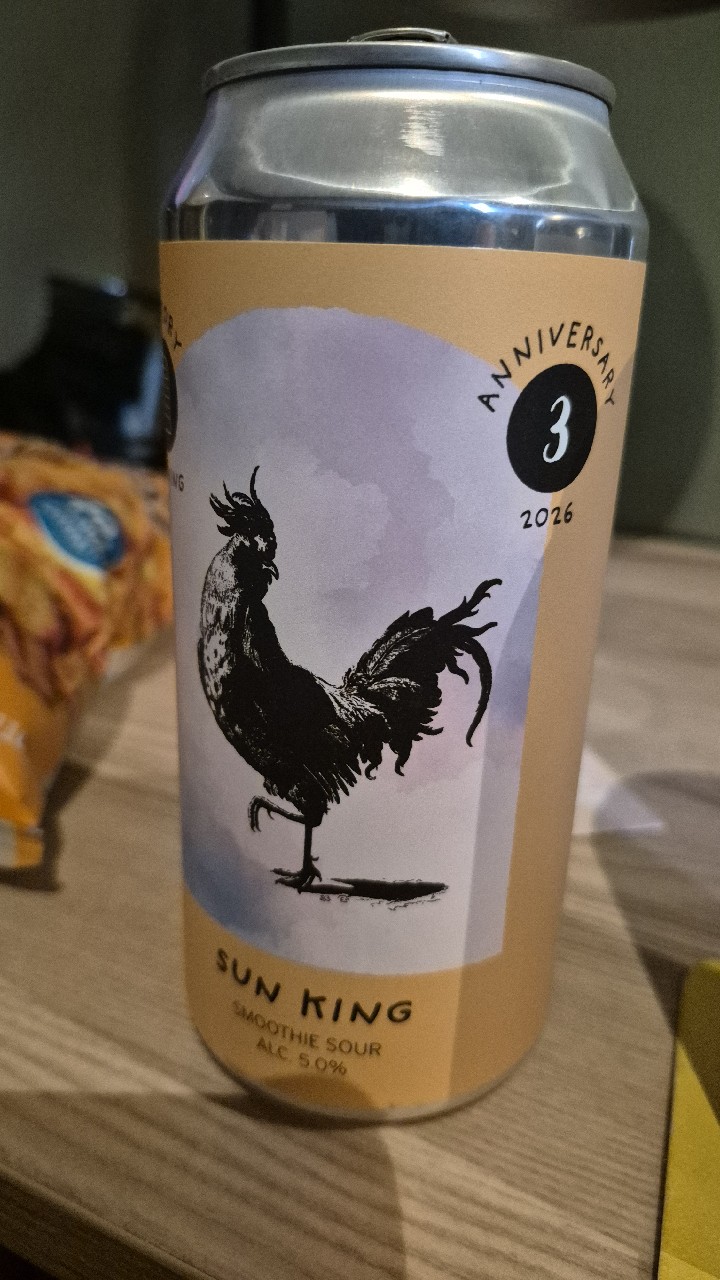 ANNIVERSARY
3
2026
SUN KING
SMOOTHIE SOUR
ALC. 5.0%